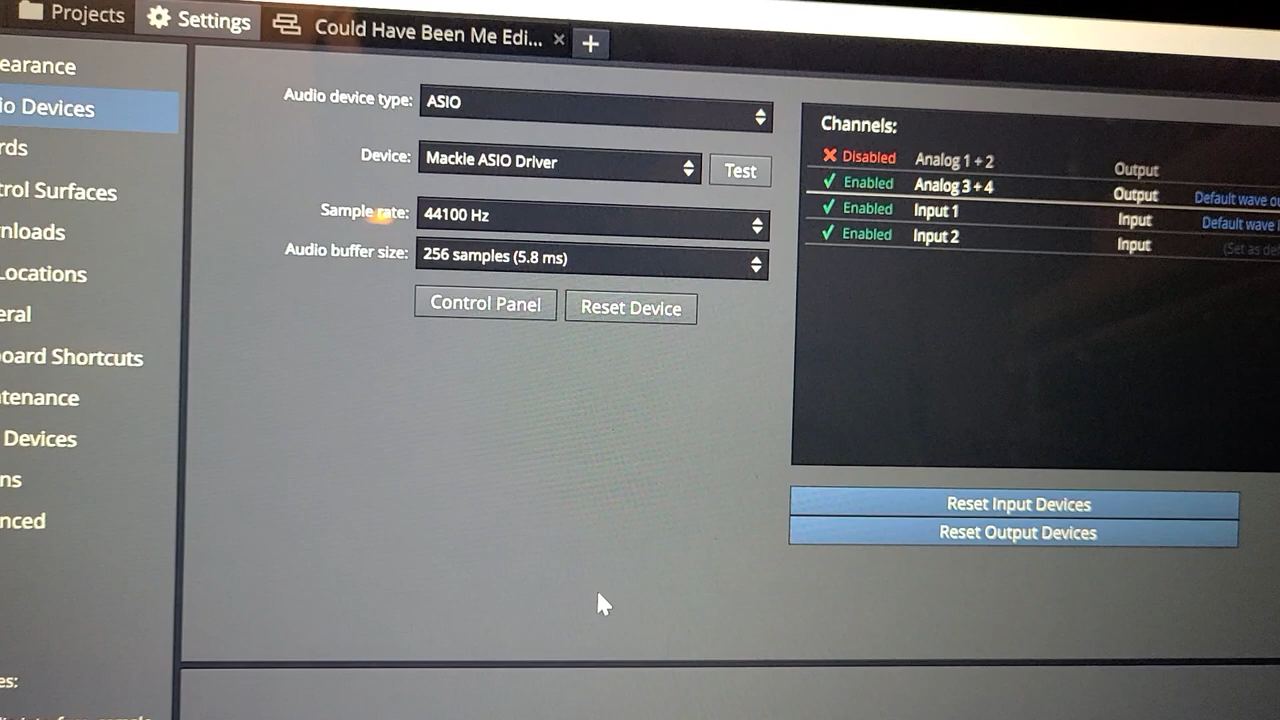 Projects
Settings
Could Have Been Me Edi...
earance
io Devices
rds
trol Surfaces
nloads
Locations
eral
oard Shortcuts
tenance
Devices
ns
nced
es:
Audio device type: ASIO
Device: Mackie ASIO Driver Test
Sample rate: 44100 Hz
Audio buffer size: 256 samples (5.8 ms)
Control Panel Reset Device
Channels:
Disabled Analog 1 + 2 Output
Enabled Analog 3 + 4 Output Default wave ou
Enabled Input 1 Input Default wave
Enabled Input 2 Input (Set as def
Reset Input Devices
Reset Output Devices